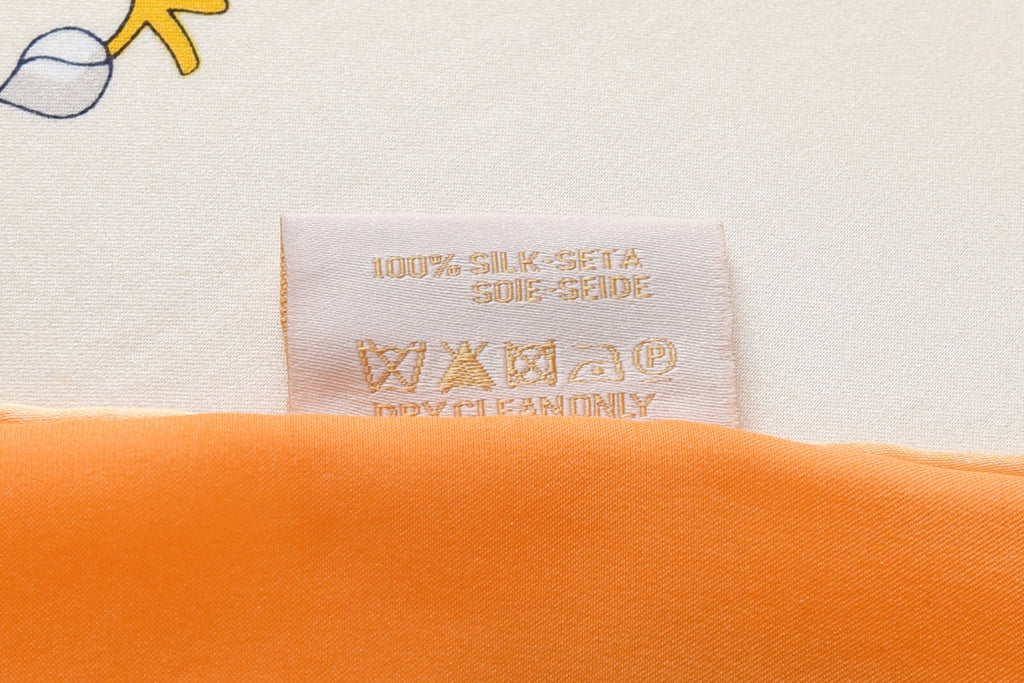 100% SILK-SETA
SOIE-SEIDE
P
DRY CLEAN ONLY